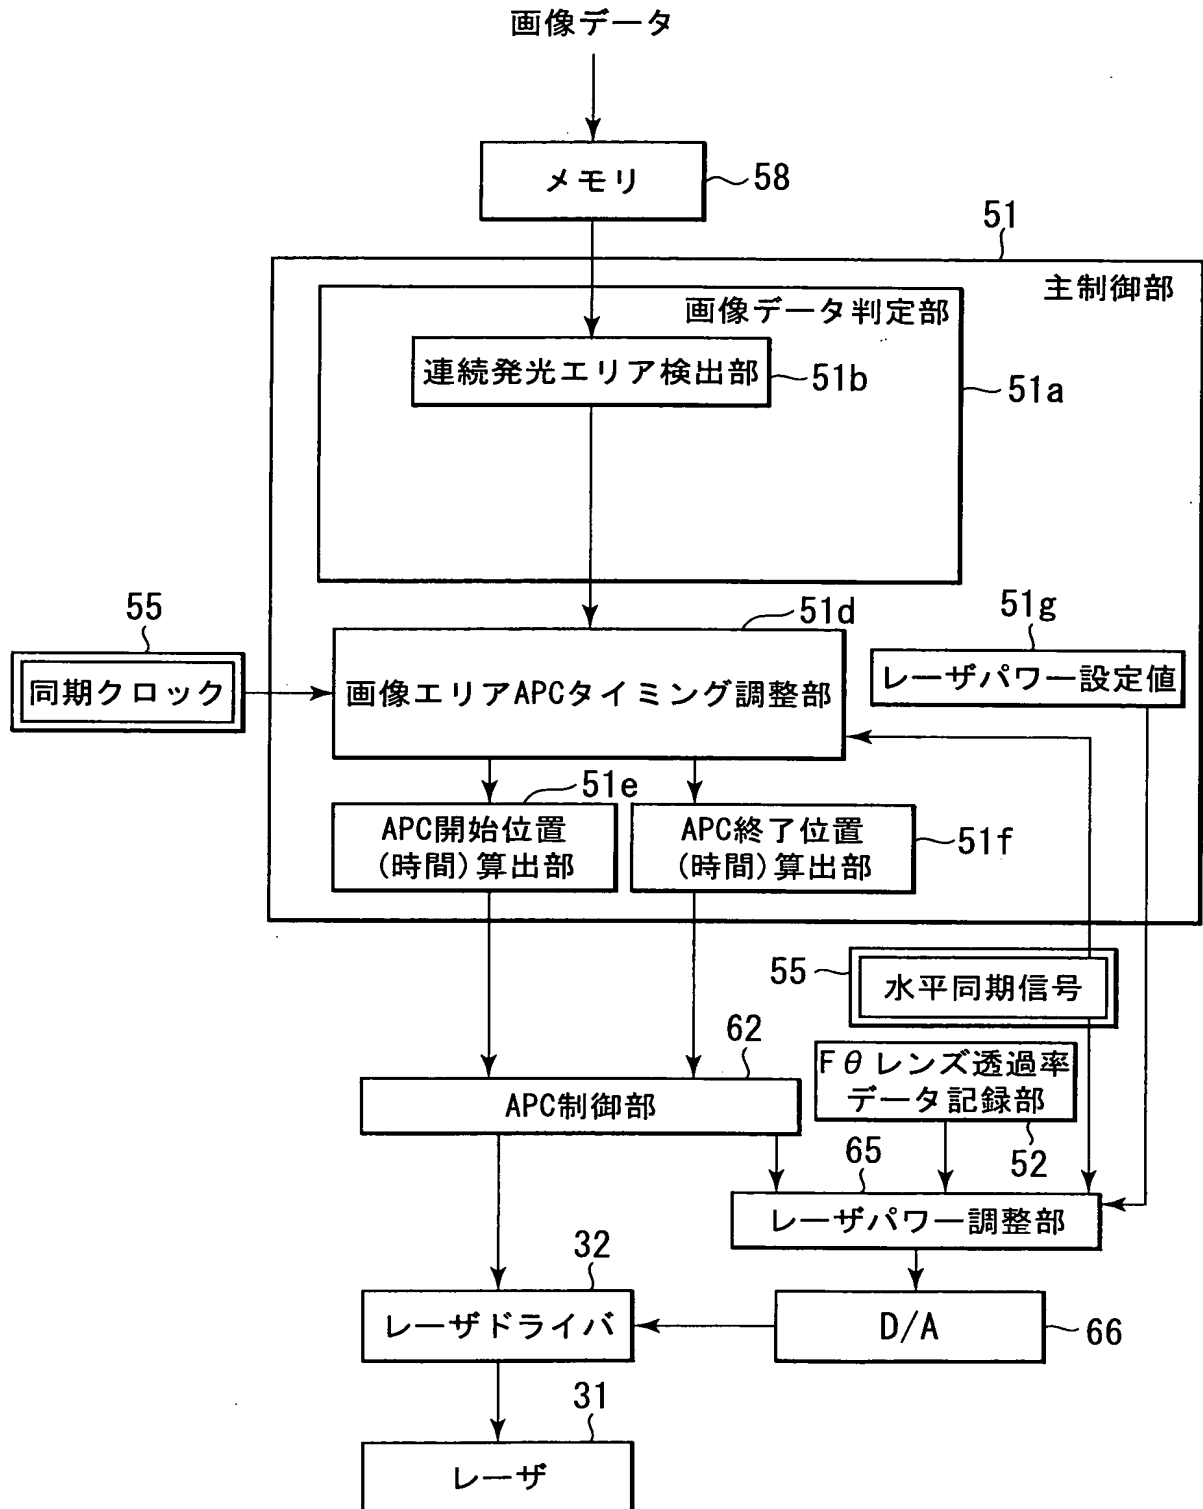 画像データ
メモリ
58
51
主制御部
画像データ判定部
連続発光エリア検出部
51b
51a
55
同期クロック
51d
画像エリアAPCタイミング調整部
51g
レーザパワー設定値
51e
APC開始位置
(時間)算出部
APC終了位置
(時間)算出部
51f
55
水平同期信号
62
APC制御部
Fθレンズ透過率
データ記録部
52
65
レーザパワー調整部
32
レーザドライバ
D/A
66
31
レーザ